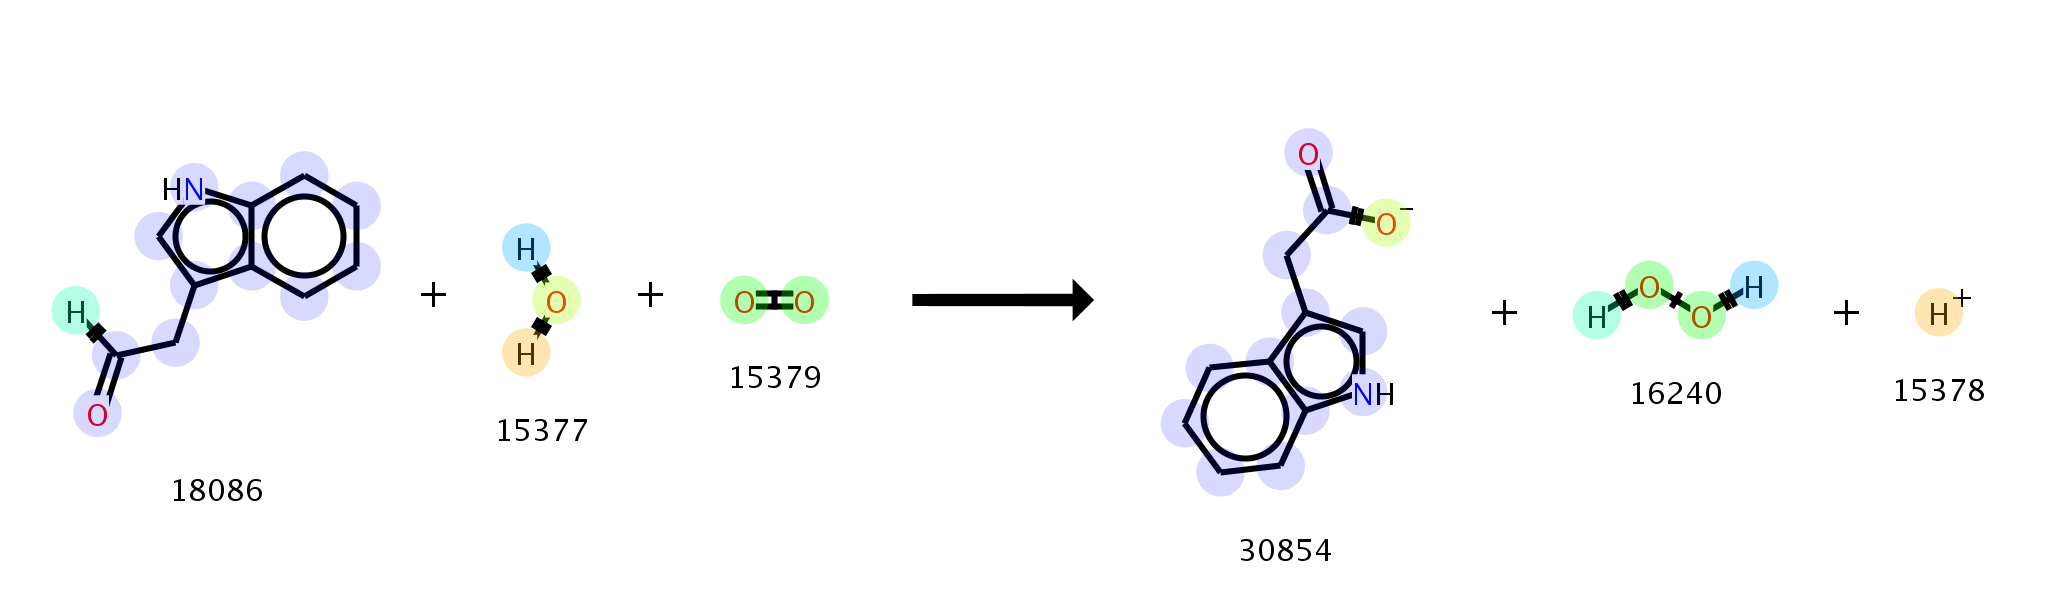 HN
H
O
18086
+
H
O
H
15377
+
O O
15379
O
O⁻
NH
30854
+
H O O H
16240
+
H⁺
15378